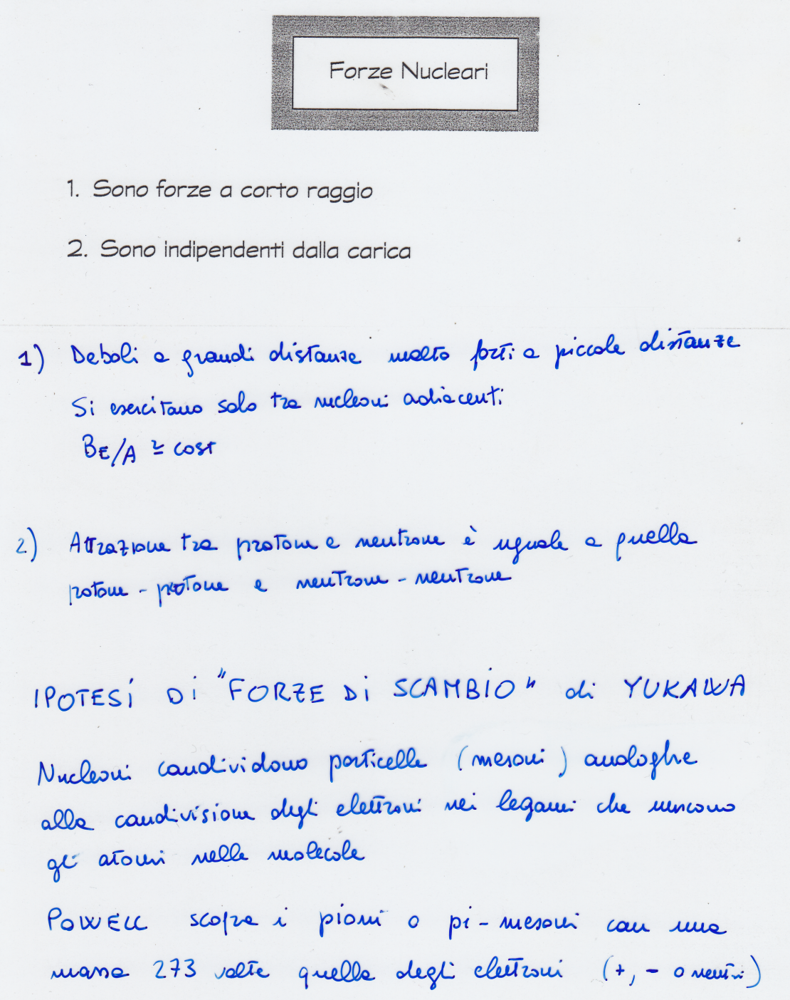 Forze Nucleari
1. Sono forze a corto raggio
2. Sono indipendenti dalla carica
1) Deboli a grandi distanze molto forti a piccole distanze
Si esercitano solo tra nucleoni adiacenti
BE/A ≃ cost
2) Attrazione tra protone e neutrone è uguale a quella
protone - protone e neutrone - neutrone
IPOTESI DI "FORZE DI SCAMBIO" di YUKAWA
Nucleoni condividono particelle (mesoni) analoghe
alla condivisione degli elettroni nei legami che uniscono
gli atomi nelle molecole
POWELL scopre i pioni o pi-mesoni con una
massa 273 volte quella degli elettroni (+, - o neutri)